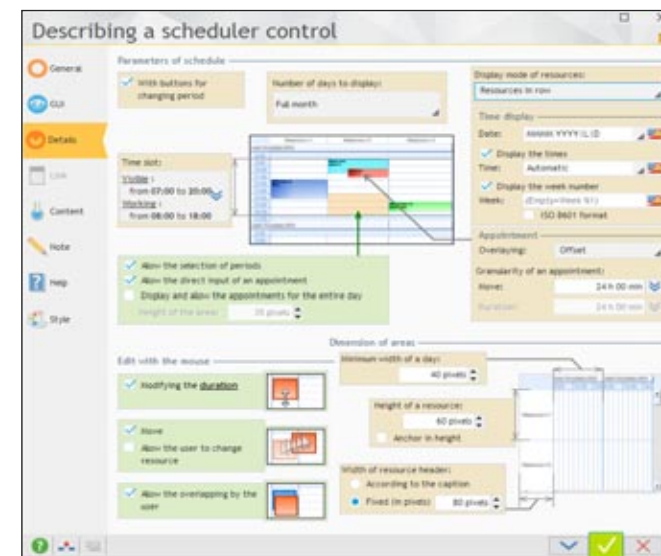 Describing a scheduler control
General
GUI
Details
Link
Content
Note
Help
Style
Parameters of schedule
With buttons for
changing period
Number of days to display:
Full month
Display mode of resources:
Resources in row
Time slot:
Visible :
from 07:00 to 20:00
Working :
from 08:00 to 18:00
Time display
Date:
Display the times
Time: Automatic
Display the week number
Week: (Empty=Week %1)
ISO 8601 format
Appointment
Overlaying: Offset
Granularity of an appointment:
Move: 24 h 00 min
Duration: 24 h 00 min
Allow the selection of periods
Allow the direct input of an appointment
Display and allow the appointments for the entire day
Height of the area: pixels
Edit with the mouse
Modifying the duration
Move
Allow the user to change
resource
Allow the overlapping by the
user
Dimension of areas
Minimum width of a day:
40 pixels
Height of a resource:
60 pixels
Anchor in height
Width of resource header:
According to the caption
Fixed (in pixels) 80 pixels